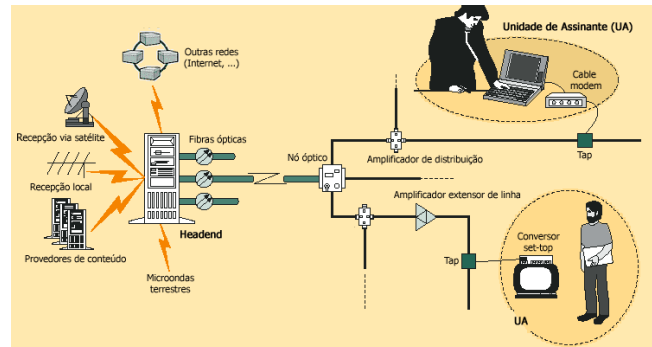 Unidade de Assinante (UA)
Outras redes
(Internet, ...)
Cable
modem
Recepção via satélite
Fibras ópticas
Nó óptico
Amplificador de distribuição
Tap
Recepção local
Amplificador extensor de linha
Headend
Conversor
set-top
Provedores de conteúdo
Tap
Microondas
terrestres
UA